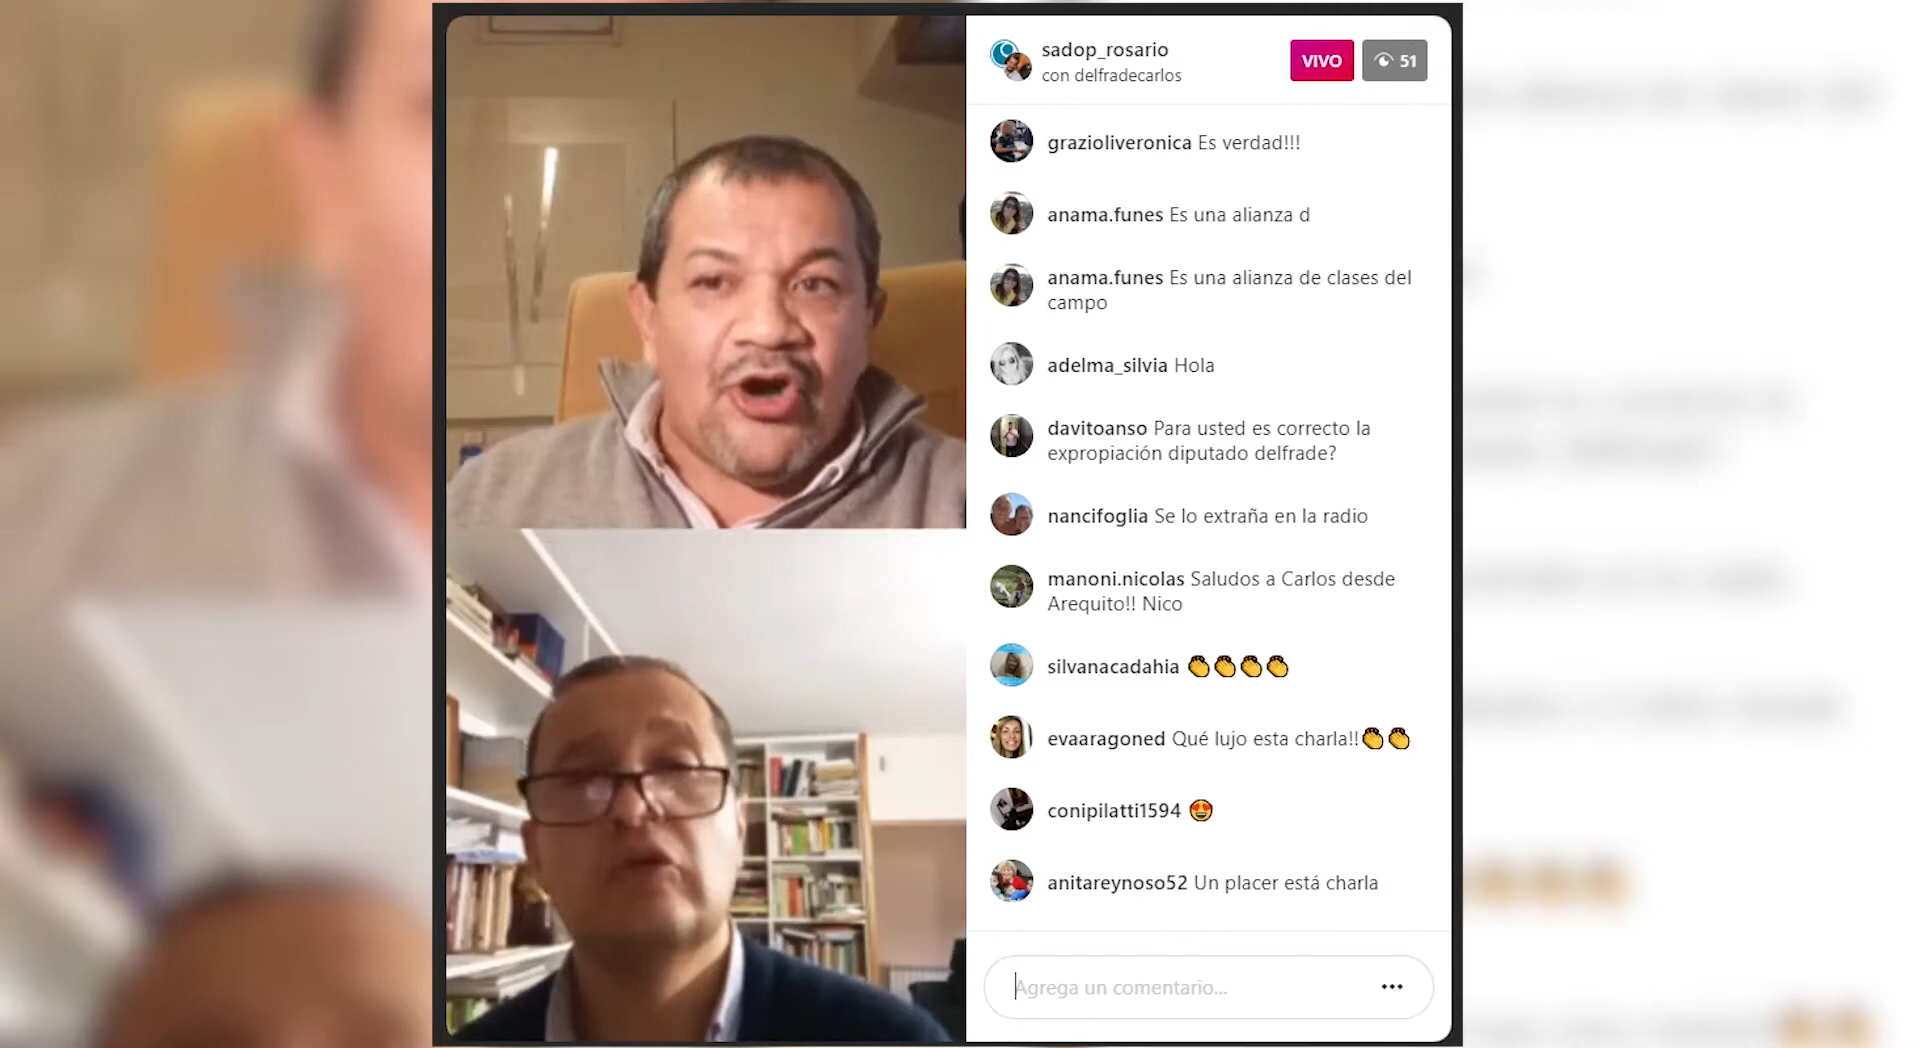 sadop_rosario
con delfradecarlos
VIVO
51
grazioliveronica Es verdad!!!
anama.funes Es una alianza d
anama.funes Es una alianza de clases del
campo
adelma_silvia Hola
davitoanso Para usted es correcto la
expropiación diputado delfrade?
nancifoglia Se lo extraña en la radio
manoni.nicolas Saludos a Carlos desde
Arequito!! Nico
silvanacadahia 👏👏👏👏
evaaragoned Qué lujo esta charla!!👏👏
conipilatti1594 😍
anitareynoso52 Un placer está charla
Agrega un comentario...